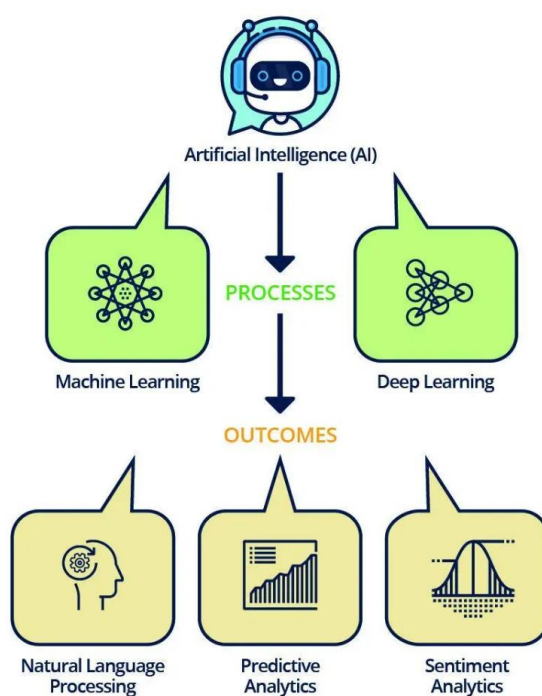 Artificial Intelligence (AI)
PROCESSES
Machine Learning
Deep Learning
OUTCOMES
Natural Language
Processing
Predictive
Analytics
Sentiment
Analytics